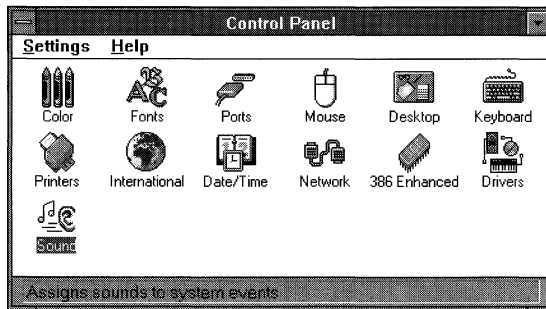 Control Panel
Settings Help
Color Fonts Ports Mouse Desktop Keyboard
Printers International Date/Time Network 386 Enhanced Drivers
Sound
Assigns sounds to system events